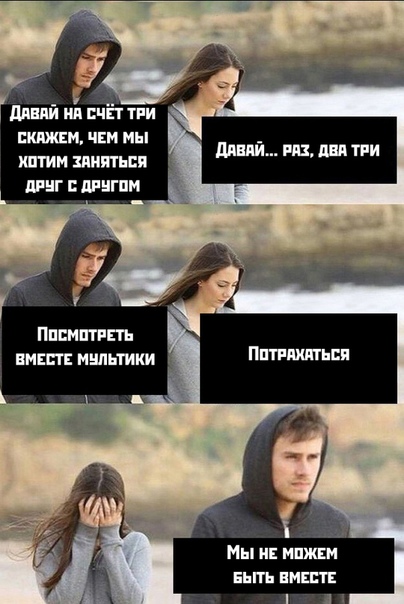 Давай на счёт три
скажем, чем мы
хотим заняться
друг с другом
Давай... раз, два три
Посмотреть
вместе мультики
Потрахаться
Мы не можем
быть вместе